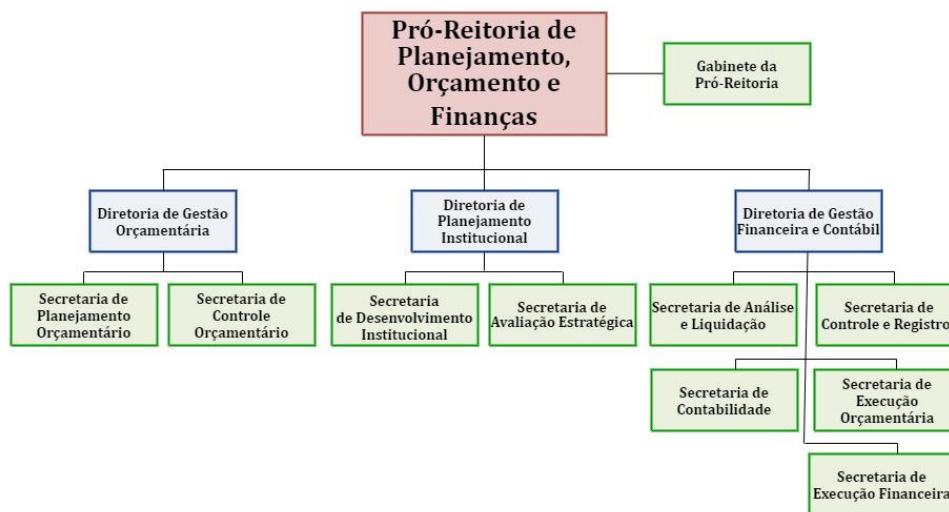 Pró-Reitoria de
Planejamento,
Orçamento e
Finanças
Gabinete da
Pró-Reitoria
Diretoria de Gestão
Orçamentária
Diretoria de
Planejamento
Institucional
Diretoria de Gestão
Financeira e Contábil
Secretaria de
Planejamento
Orçamentário
Secretaria de
Controle
Orçamentário
Secretaria
de Desenvolvimento
Institucional
Secretaria de
Avaliação Estratégica
Secretaria de Análise
e Liquidação
Secretaria de
Controle e Registro
Secretaria de
Contabilidade
Secretaria de
Execução
Orçamentária
Secretaria de
Execução Financeira